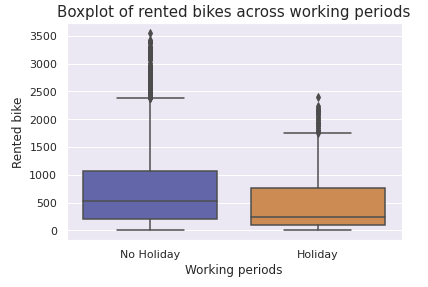 Boxplot of rented bikes across working periods
3500
3000
2500
2000
1500
1000
500
0
Rented bike
No Holiday
Holiday
Working periods